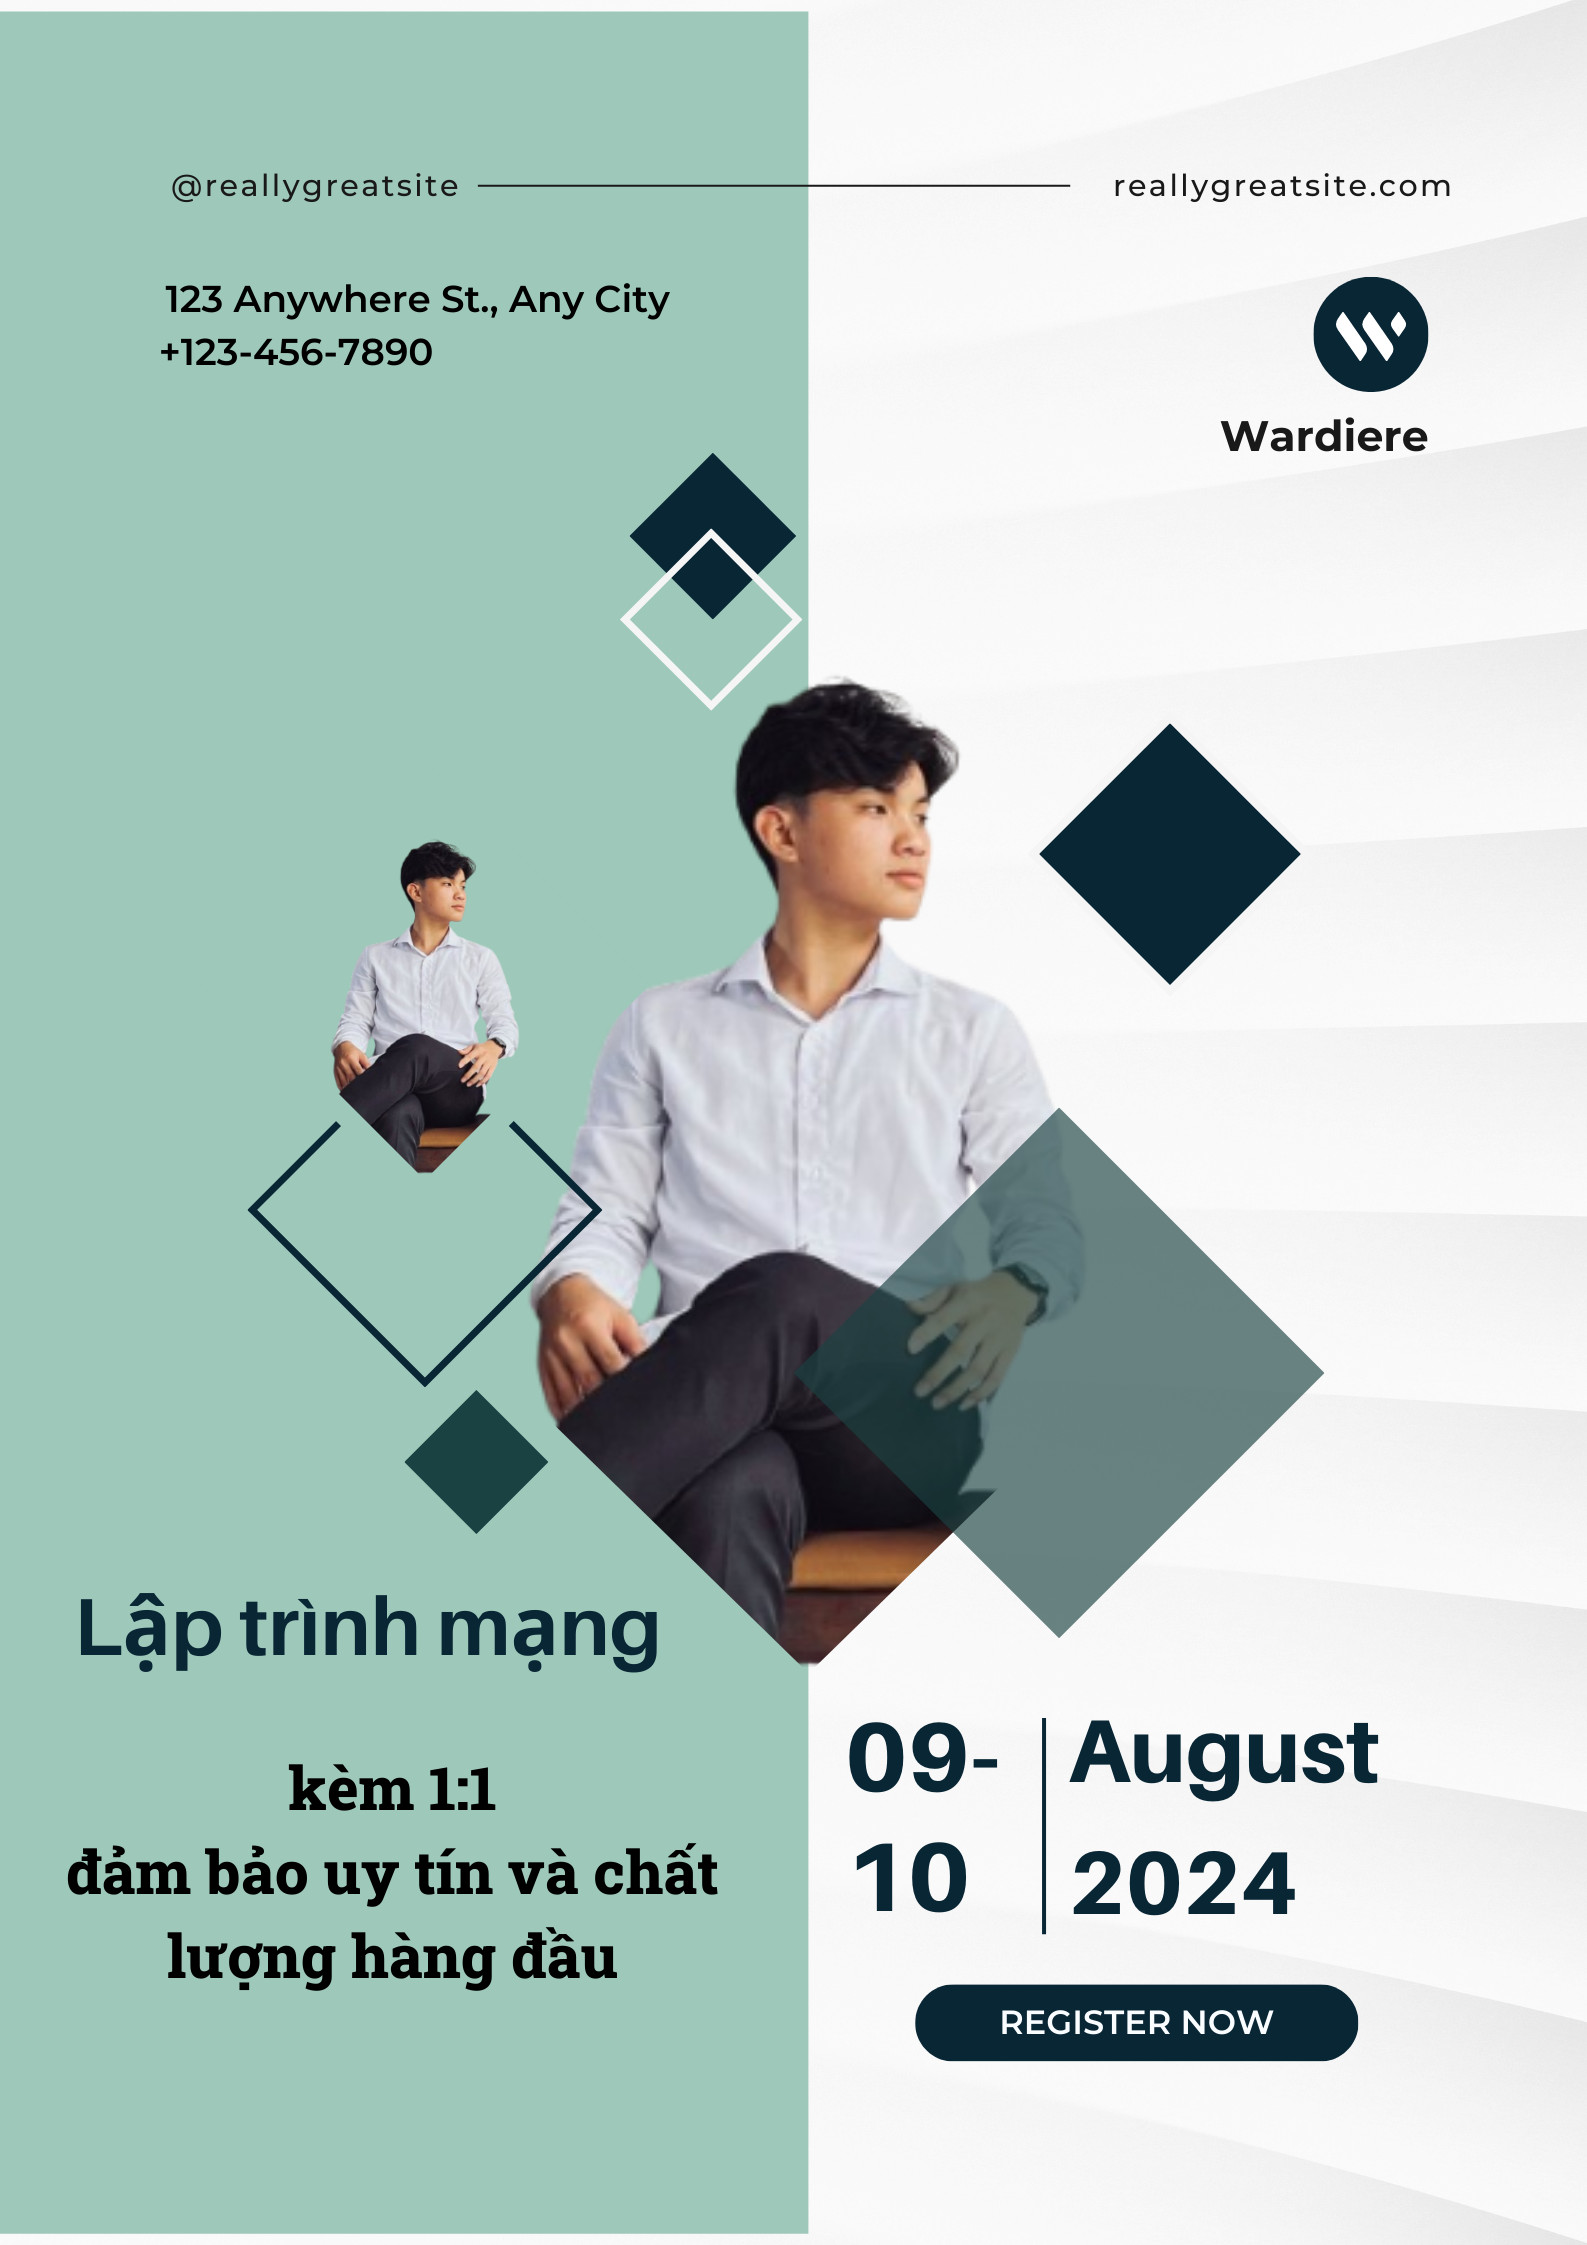 @reallygreatsite
reallygreatsite.com
123 Anywhere St., Any City
+123-456-7890
Wardiere
Lập trình mạng
kèm 1:1
đảm bảo uy tín và chất
lượng hàng đầu
09-
10
August
2024
REGISTER NOW